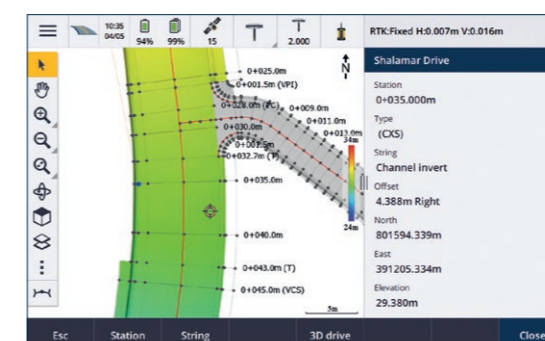 10:35
04/05
94%
99%
15
2.000
RTK:Fixed H:0.007m V:0.016m
Shalamar Drive
Station
0+035.000m
Type
(CXS)
String
Channel invert
Offset
4.388m Right
North
801594.339m
East
391205.334m
Elevation
29.380m
N
0+025.0m
0+001.5m (VPI)
0+028.0m (PC)
0+009.0m
0+011.0m
0+030.0m
34m
0+032.7m
0+035.0m
24m
0+040.0m
0+043.0m (T)
0+045.0m (VCS)
5m
Esc
Station
String
3D drive
Close